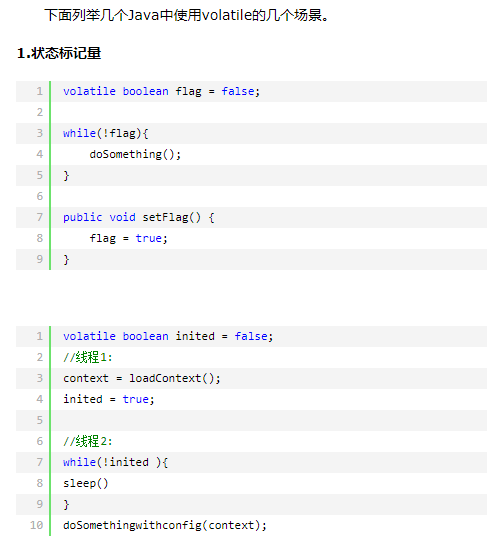 下面列举几个Java中使用volatile的几个场景。
1.状态标记量
1 volatile boolean flag = false;
2
3 while(!flag){
4     doSomething();
5 }
6
7 public void setFlag() {
8     flag = true;
9 }
1 volatile boolean inited = false;
2 //线程1:
3 context = loadContext();
4 inited = true;
5
6 //线程2:
7 while(!inited ){
8 sleep()
9 }
10 doSomethingwithconfig(context);